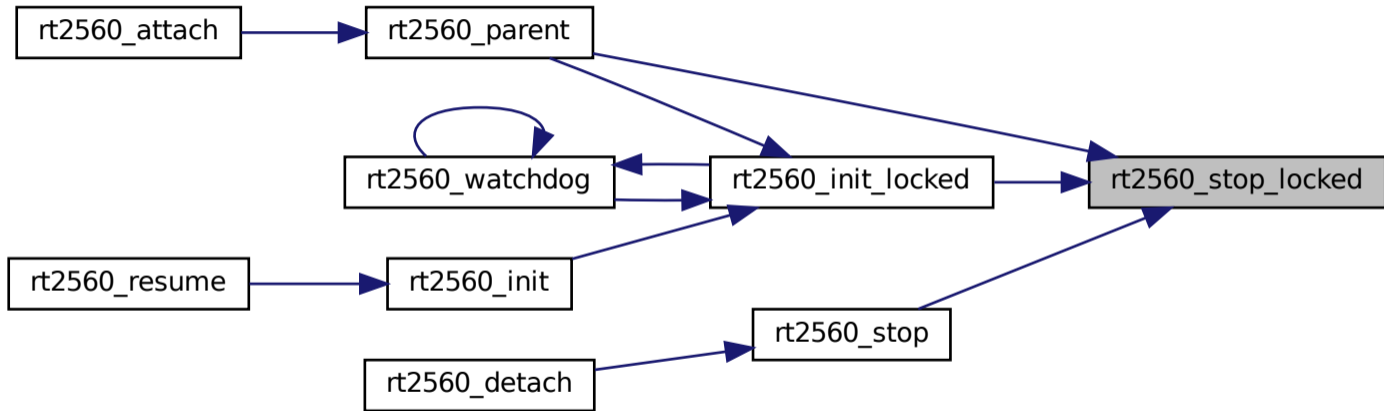 rt2560_attach
rt2560_parent
rt2560_watchdog
rt2560_init_locked
rt2560_stop_locked
rt2560_resume
rt2560_init
rt2560_stop
rt2560_detach